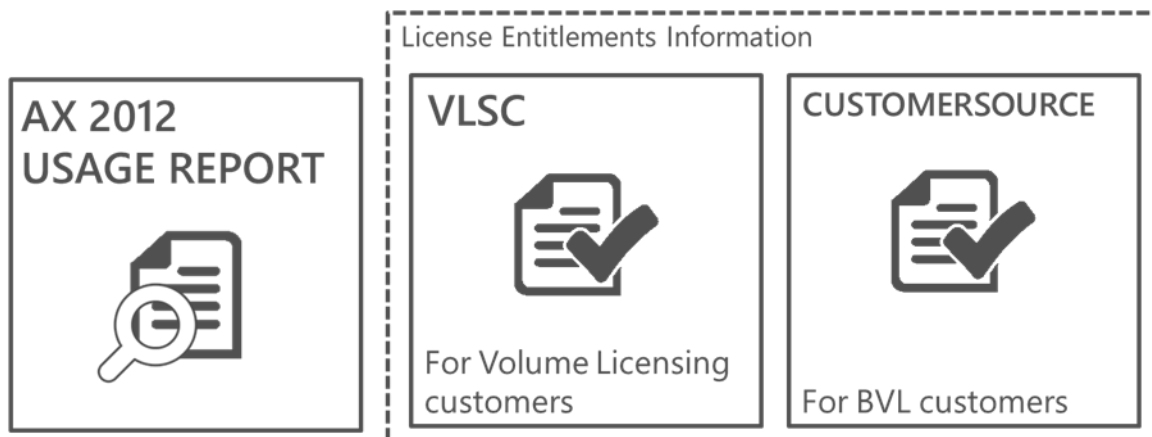 License Entitlements Information
AX 2012
USAGE REPORT
VLSC
For Volume Licensing
customers
CUSTOMERSOURCE
For BVL customers